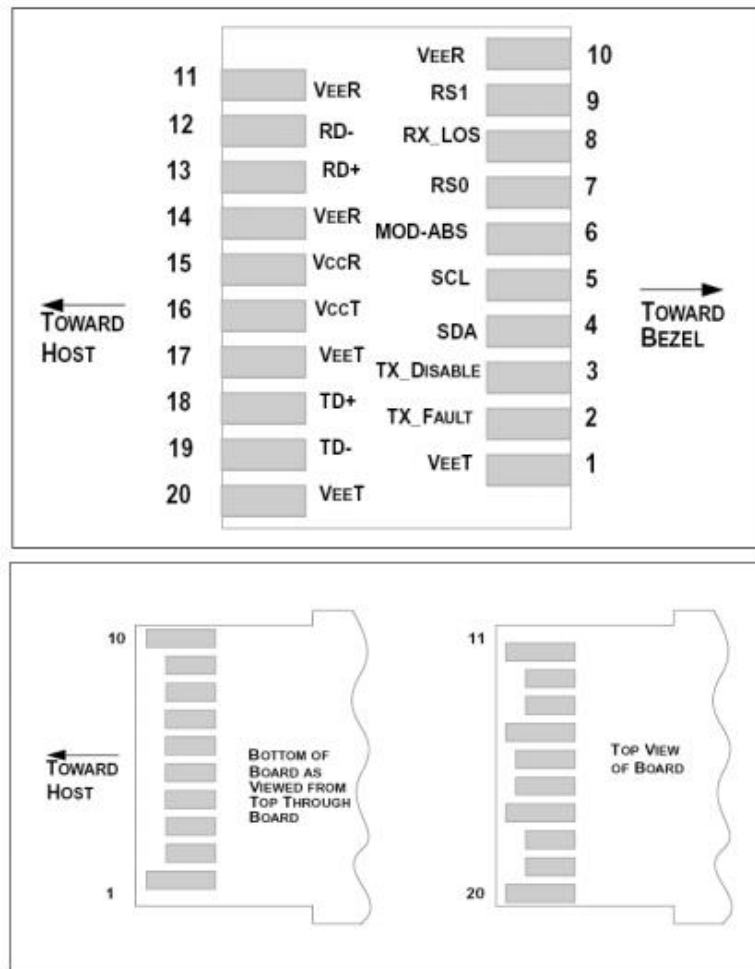 11 VEER
12 RD-
13 RD+
14 VEER
15 VCCR
16 VCCT
17 VEET
18 TD+
19 TD-
20 VEET
VEER 10
RS1 9
RX_LOS 8
RS0 7
MOD-ABS 6
SCL 5
SDA 4
TX_DISABLE 3
TX_FAULT 2
VEET 1
TOWARD
HOST
TOWARD
BEZEL
10
1
TOWARD
HOST
BOTTOM OF
BOARD AS
VIEWED FROM
TOP THROUGH
BOARD
11
20
TOP VIEW
OF BOARD